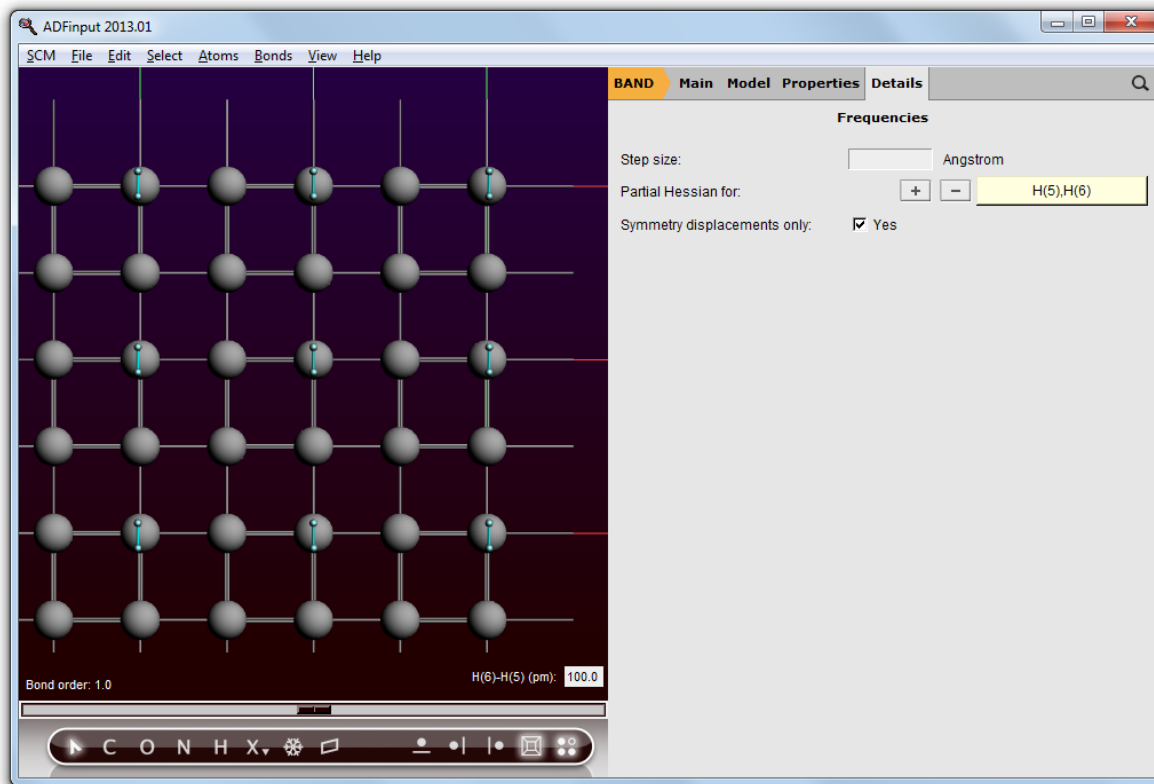 ADFinput 2013.01
SCM File Edit Select Atoms Bonds View Help
BAND Main Model Properties Details
Frequencies
Step size: Angstrom
Partial Hessian for: + − H(5),H(6)
Symmetry displacements only: Yes
Bond order: 1.0 H(6)-H(5) (pm): 100.0
C O N H X